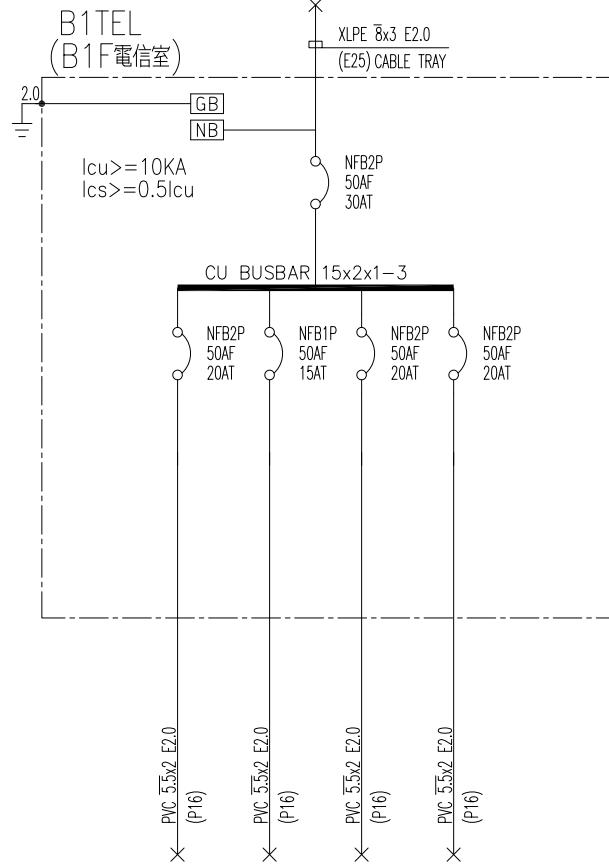 B1TEL
(B1F電信室)
XLPE 8x3 E2.0
(E25) CABLE TRAY
2.0
GB
NB
Icu>=10KA
Ics>=0.5Icu
NFB2P
50AF
30AT
CU BUSBAR 15x2x1-3
NFB2P
50AF
20AT
NFB1P
50AF
15AT
NFB2P
50AF
20AT
NFB2P
50AF
20AT
PVC 5.5x2 E2.0
(P16)
PVC 5.5x2 E2.0
(P16)
PVC 5.5x2 E2.0
(P16)
PVC 5.5x2 E2.0
(P16)